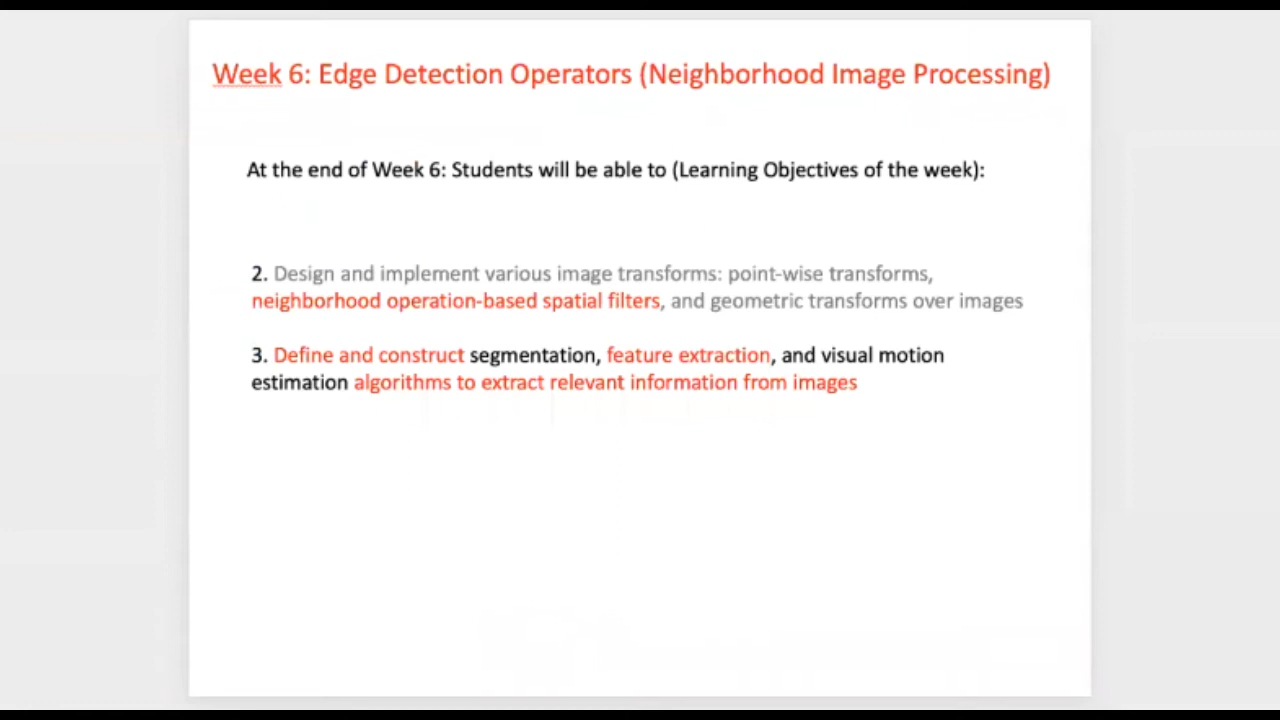 Week 6: Edge Detection Operators (Neighborhood Image Processing)
At the end of Week 6: Students will be able to (Learning Objectives of the week):
2. Design and implement various image transforms: point-wise transforms,
neighborhood operation-based spatial filters, and geometric transforms over images
3. Define and construct segmentation, feature extraction, and visual motion
estimation algorithms to extract relevant information from images